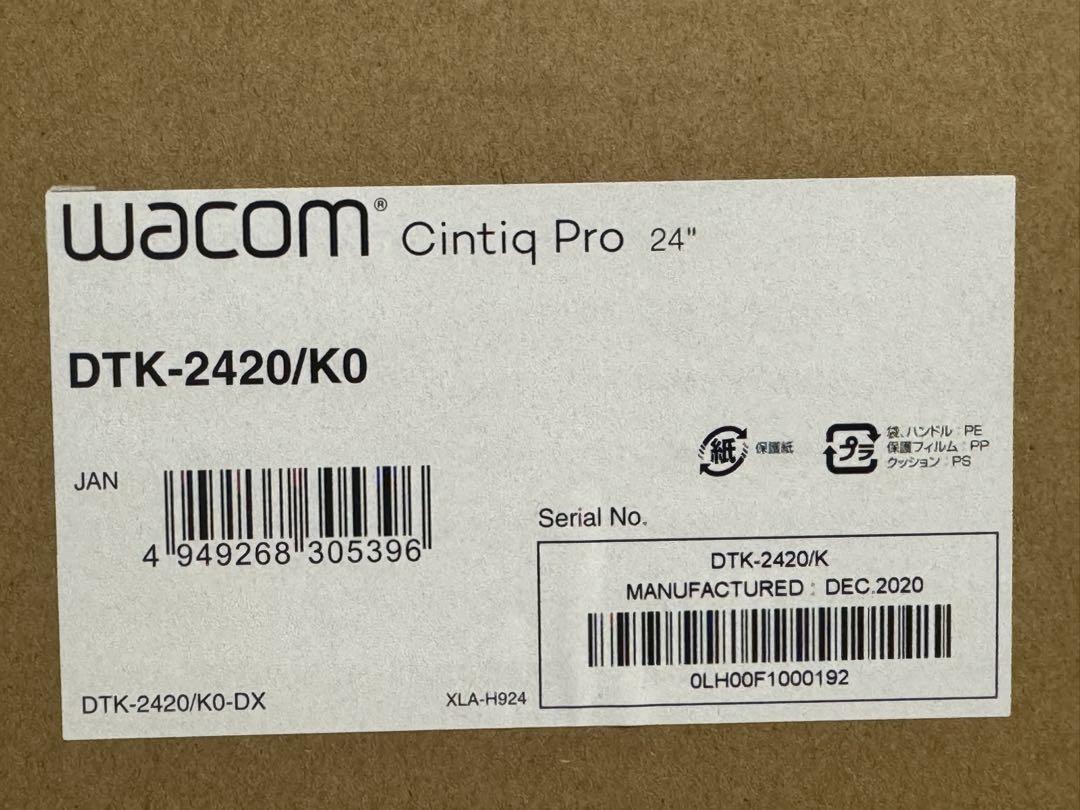 wacom® Cintiq Pro 24"
DTK-2420/K0
紙 保護紙
プラ 袋、ハンドル : PE
保護フィルム : PP
クッション : PS
JAN
4 949268 305396
Serial No.
DTK-2420/K
MANUFACTURED : DEC.2020
0LH00F1000192
DTK-2420/K0-DX
XLA-H924